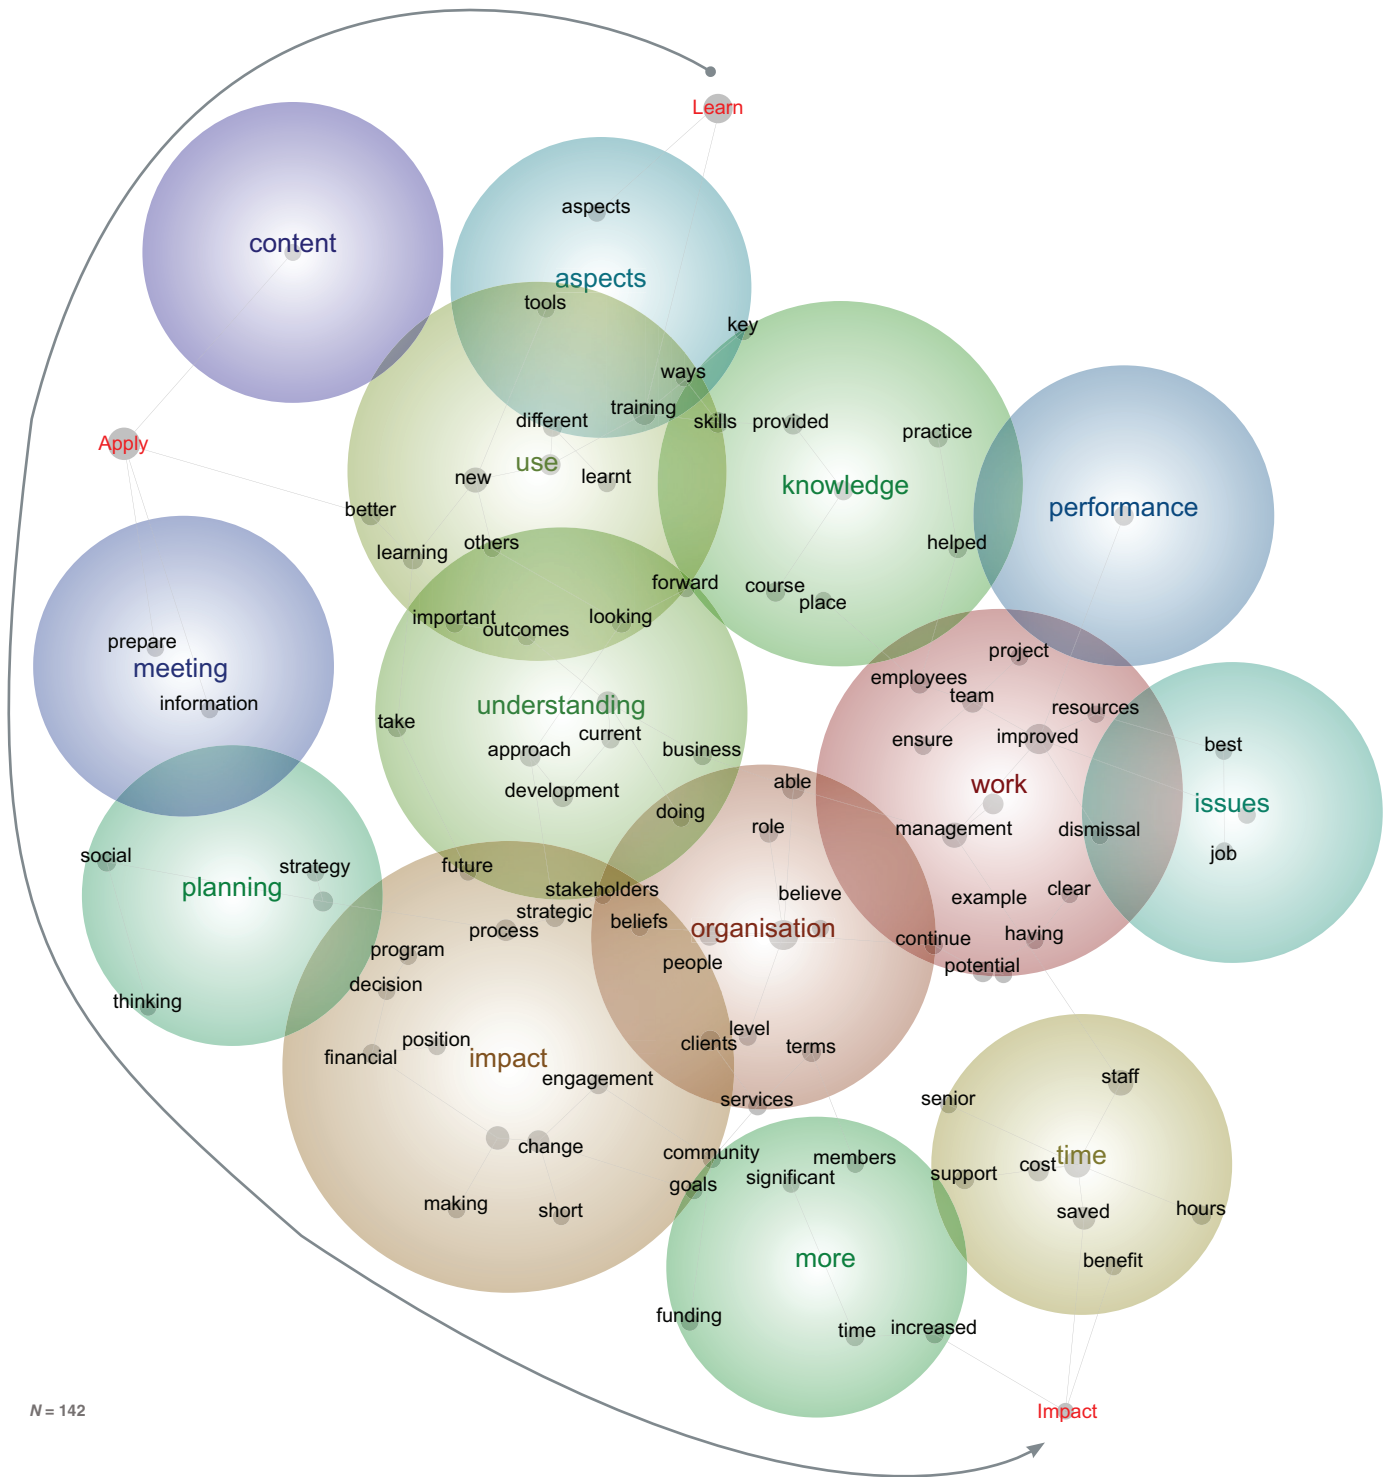 Learn
aspects
content
aspects
tools
key
ways
training
different
skills
provided
practice
Apply
use
new
learnt
knowledge
performance
better
learning
others
helped
forward
course
place
important
outcomes
looking
prepare
meeting
information
project
employees
team
resources
understanding
take
current
approach
business
ensure
improved
best
development
able
work
issues
doing
role
management
dismissal
job
social
strategy
planning
future
stakeholders
believe
example
clear
strategic
beliefs
process
organisation
continue
having
program
people
potential
decision
thinking
position
financial
impact
level
clients
terms
engagement
services
staff
senior
change
community
members
time
cost
goals
significant
support
making
short
saved
hours
more
benefit
funding
time
increased
Impact
N = 142